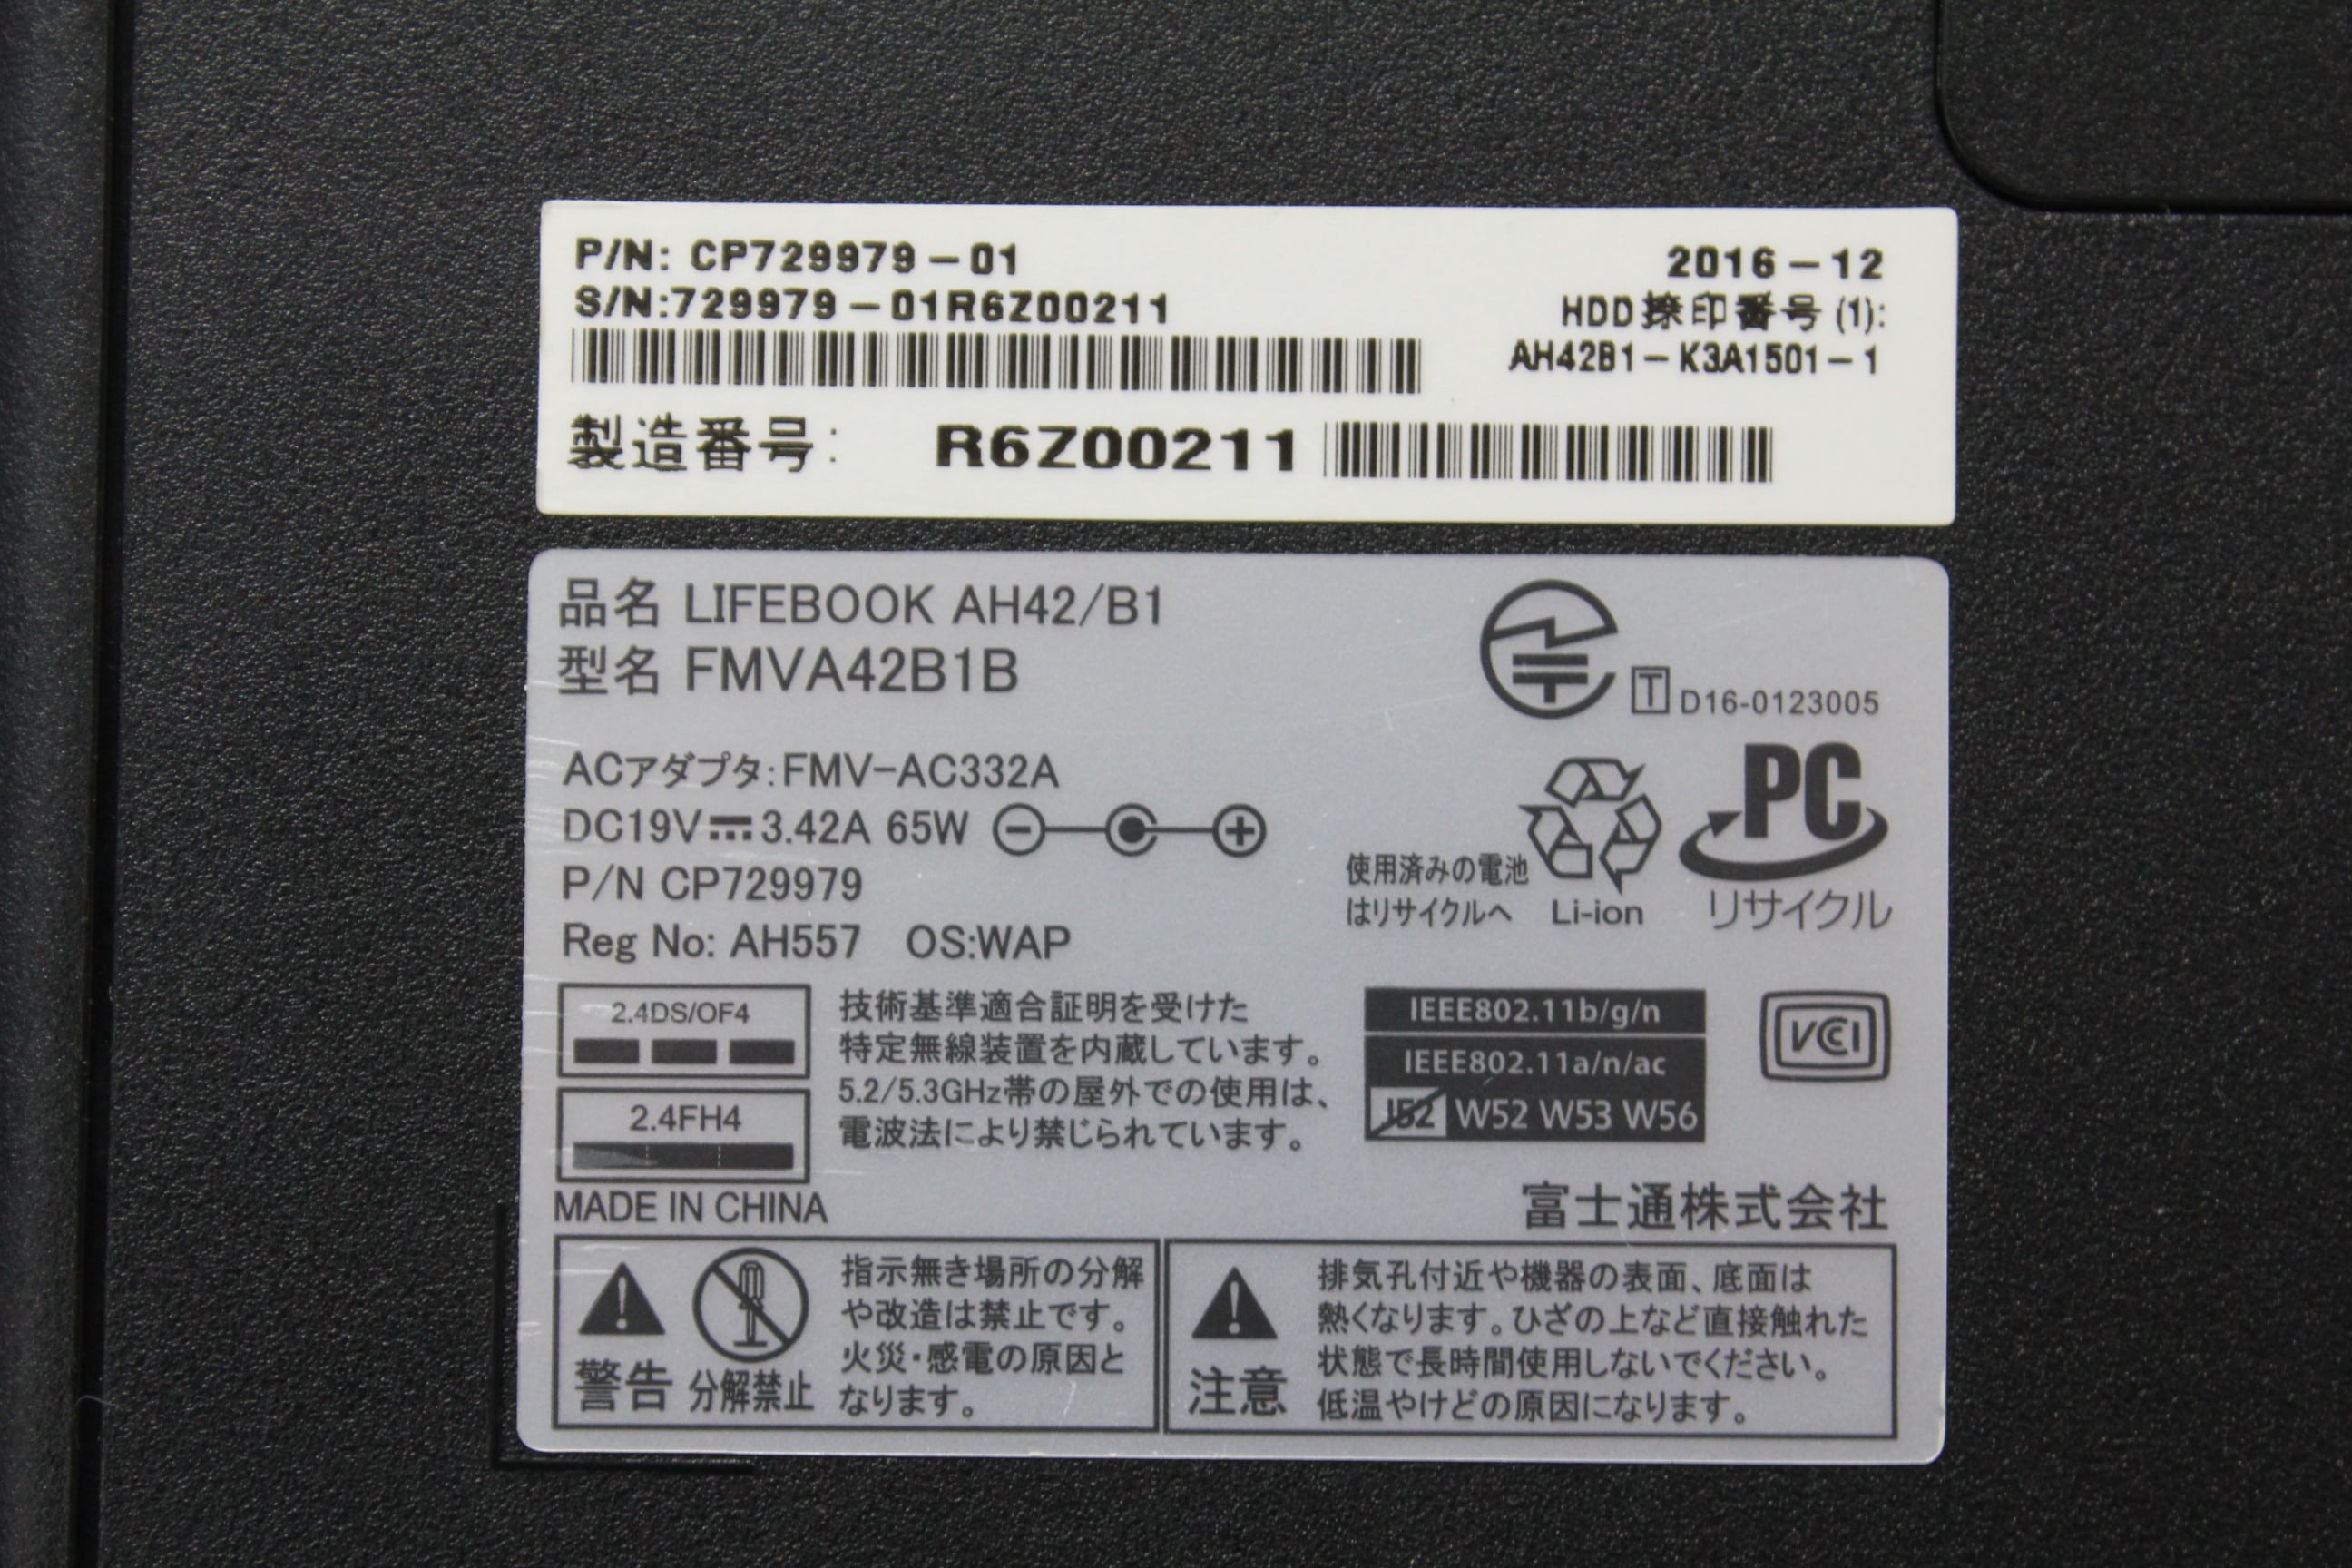 P/N: CP729979-01
2016-12
S/N:729979-01R6Z00211
HDD捺印番号(1):
AH42B1-K3A1501-1
製造番号: R6Z00211
品名 LIFEBOOK AH42/B1
型名 FMVA42B1B
T D16-0123005
ACアダプタ:FMV-AC332A
DC19V⎓3.42A 65W
P/N CP729979
Reg No: AH557 OS:WAP
使用済みの電池
はリサイクルへ
Li-ion
PC
リサイクル
2.4DS/OF4
2.4FH4
技術基準適合証明を受けた
特定無線装置を内蔵しています。
5.2/5.3GHz帯の屋外での使用は、
電波法により禁じられています。
IEEE802.11b/g/n
IEEE802.11a/n/ac
J52 W52 W53 W56
VCCI
MADE IN CHINA
富士通株式会社
警告
分解禁止
指示無き場所の分解
や改造は禁止です。
火災・感電の原因と
なります。
注意
排気孔付近や機器の表面、底面は
熱くなります。ひざの上など直接触れた
状態で長時間使用しないでください。
低温やけどの原因になります。